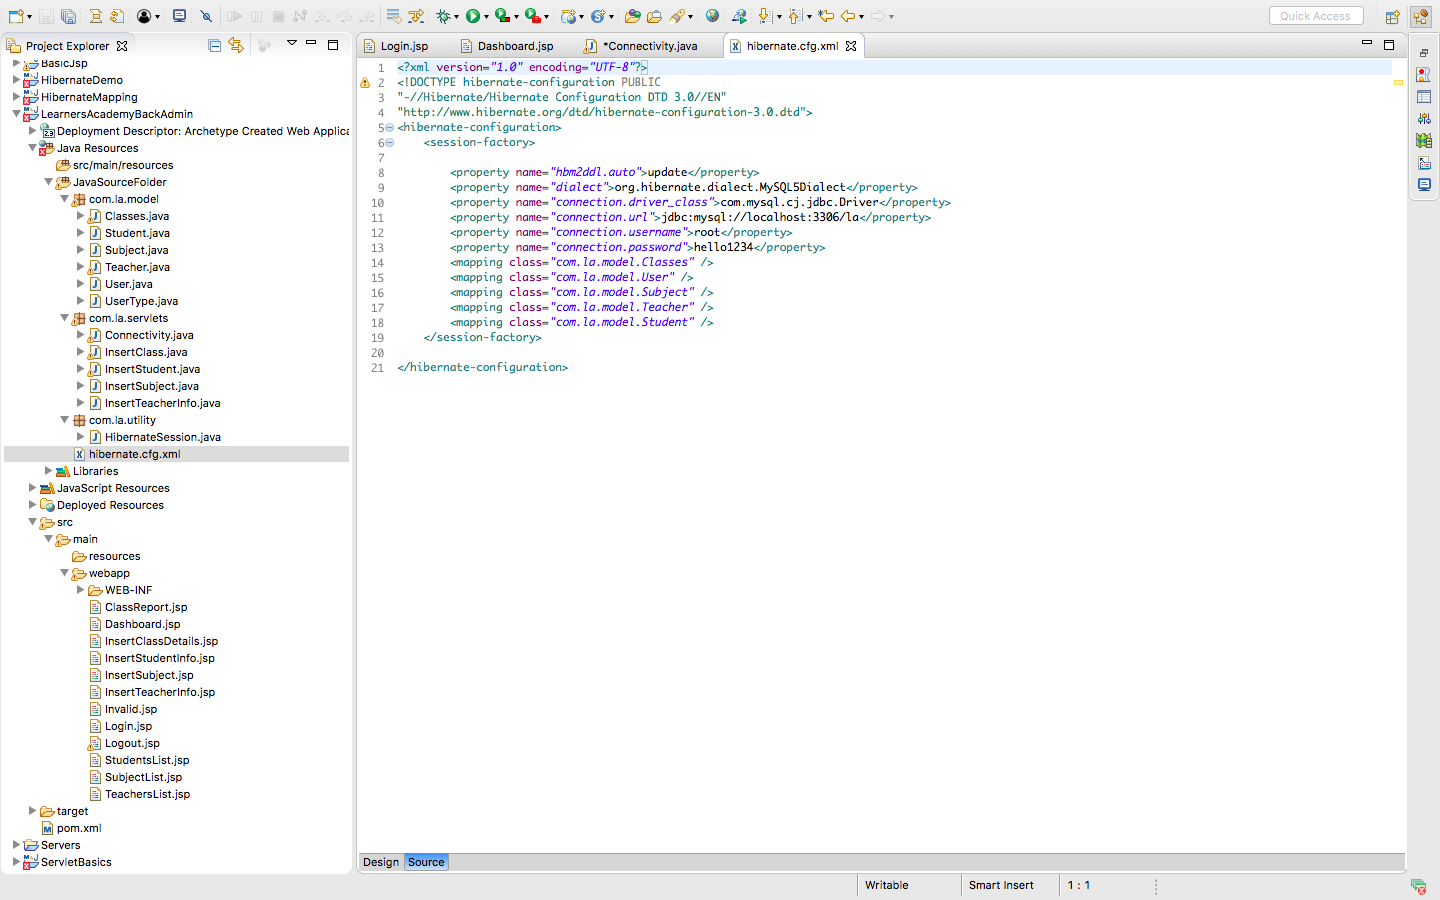 Quick Access
Project Explorer
BasicJsp
HibernateDemo
HibernateMapping
LearnersAcademyBackAdmin
Deployment Descriptor: Archetype Created Web Applica
Java Resources
src/main/resources
JavaSourceFolder
com.la.model
Classes.java
Student.java
Subject.java
Teacher.java
User.java
UserType.java
com.la.servlets
Connectivity.java
InsertClass.java
InsertStudent.java
InsertSubject.java
InsertTeacherInfo.java
com.la.utility
HibernateSession.java
hibernate.cfg.xml
Libraries
JavaScript Resources
Deployed Resources
src
main
resources
webapp
WEB-INF
ClassReport.jsp
Dashboard.jsp
InsertClassDetails.jsp
InsertStudentInfo.jsp
InsertSubject.jsp
InsertTeacherInfo.jsp
Invalid.jsp
Login.jsp
Logout.jsp
StudentsList.jsp
SubjectList.jsp
TeachersList.jsp
target
pom.xml
Servers
ServletBasics
Login.jsp Dashboard.jsp *Connectivity.java hibernate.cfg.xml
1 <?xml version="1.0" encoding="UTF-8"?>
2 <!DOCTYPE hibernate-configuration PUBLIC
3 "-//Hibernate/Hibernate Configuration DTD 3.0//EN"
4 "http://www.hibernate.org/dtd/hibernate-configuration-3.0.dtd">
5 <hibernate-configuration>
6 <session-factory>
7
8 <property name="hbm2ddl.auto">update</property>
9 <property name="dialect">org.hibernate.dialect.MySQL5Dialect</property>
10 <property name="connection.driver_class">com.mysql.cj.jdbc.Driver</property>
11 <property name="connection.url">jdbc:mysql://localhost:3306/la</property>
12 <property name="connection.username">root</property>
13 <property name="connection.password">hello1234</property>
14 <mapping class="com.la.model.Classes" />
15 <mapping class="com.la.model.User" />
16 <mapping class="com.la.model.Subject" />
17 <mapping class="com.la.model.Teacher" />
18 <mapping class="com.la.model.Student" />
19 </session-factory>
20
21 </hibernate-configuration>
Design Source
Writable Smart Insert 1 : 1